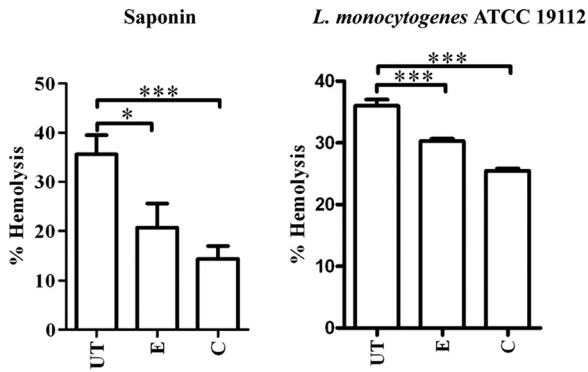 Saponin
L. monocytogenes ATCC 19112
% Hemolysis
50
40
30
20
10
0
***
*
UT
E
C
% Hemolysis
40
30
20
10
0
***
***
UT
E
C